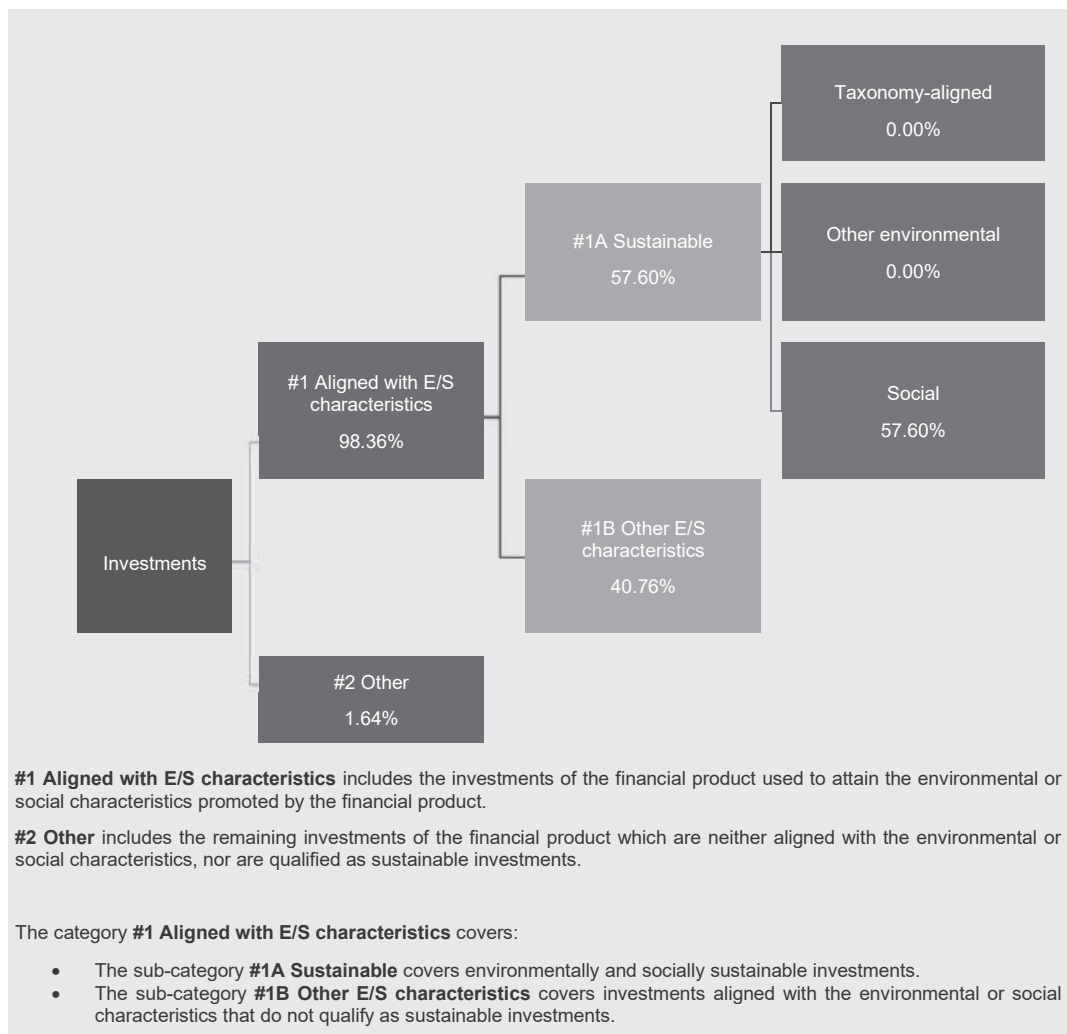 Taxonomy-aligned
0.00%
#1A Sustainable
57.60%
Other environmental
0.00%
#1 Aligned with E/S
characteristics
98.36%
Social
57.60%
Investments
#1B Other E/S
characteristics
40.76%
#2 Other
1.64%
#1 Aligned with E/S characteristics includes the investments of the financial product used to attain the environmental or
social characteristics promoted by the financial product.
#2 Other includes the remaining investments of the financial product which are neither aligned with the environmental or
social characteristics, nor are qualified as sustainable investments.
The category #1 Aligned with E/S characteristics covers:
• The sub-category #1A Sustainable covers environmentally and socially sustainable investments.
• The sub-category #1B Other E/S characteristics covers investments aligned with the environmental or social
characteristics that do not qualify as sustainable investments.